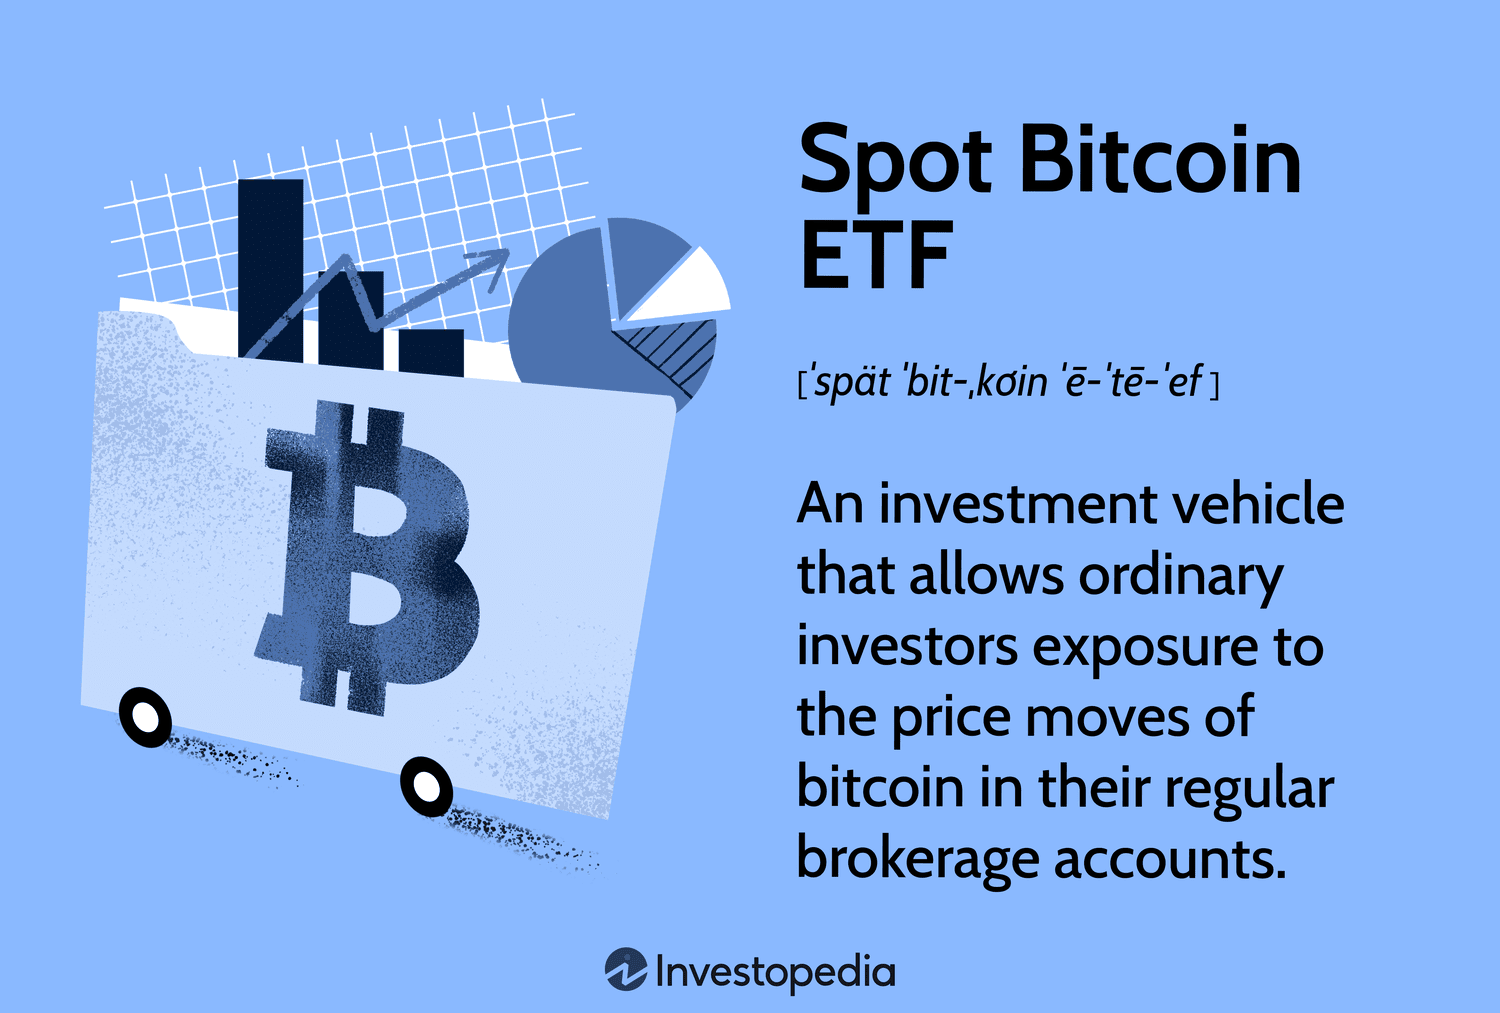 Spot Bitcoin
ETF
[ˈspät ˈbit-ˌkȯin ˈē-ˈtē-ˈef ]
An investment vehicle
that allows ordinary
investors exposure to
the price moves of
bitcoin in their regular
brokerage accounts.
Investopedia